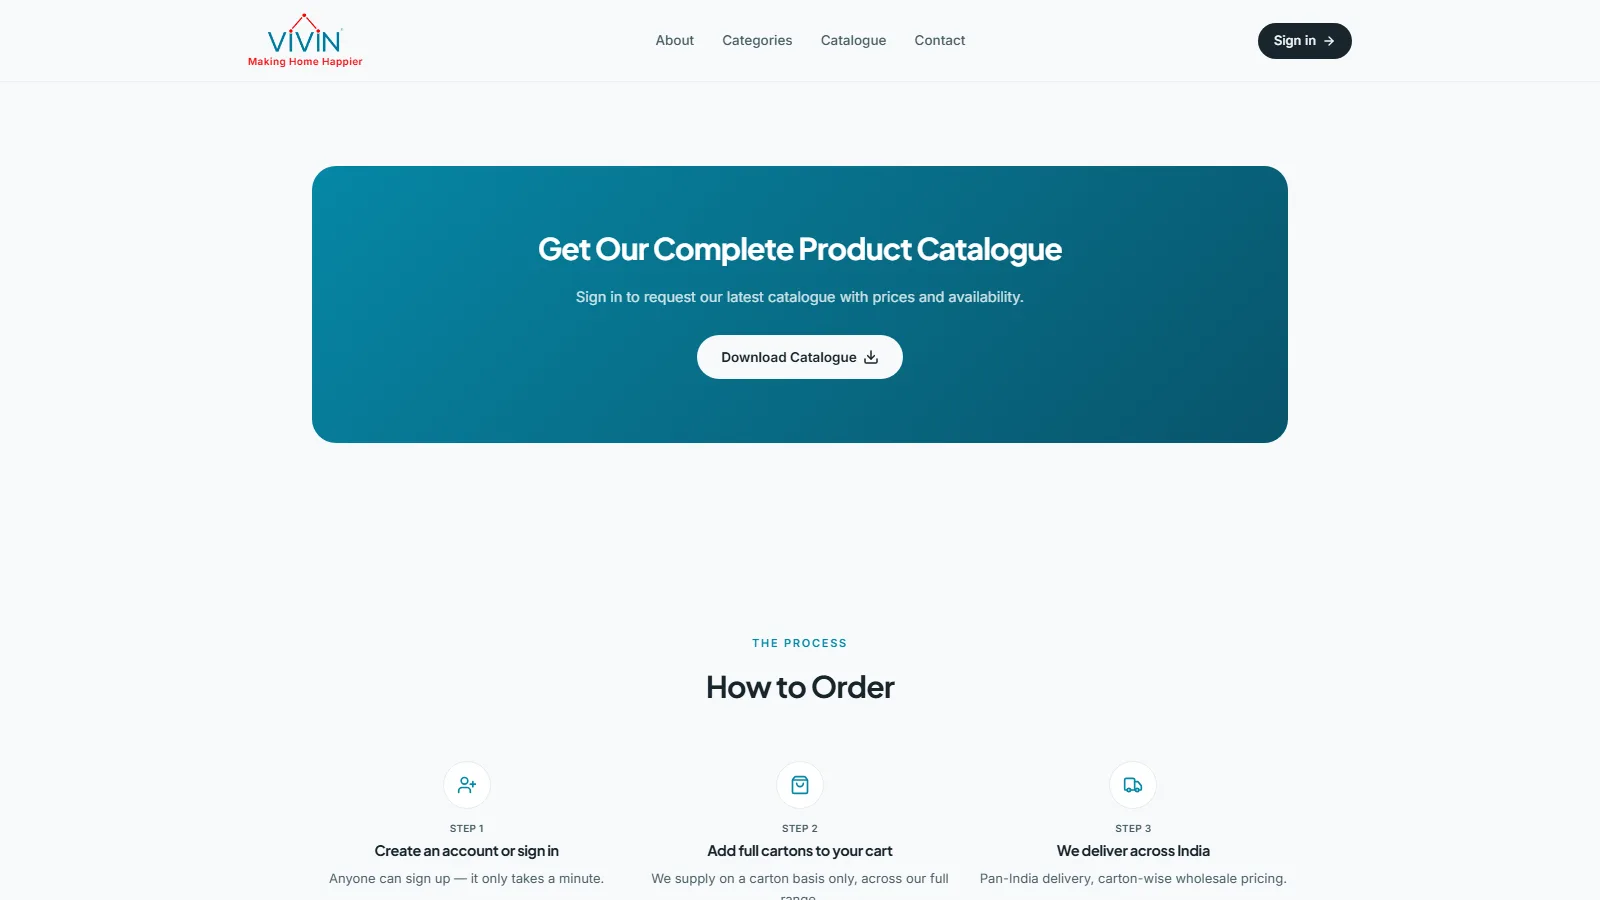 VIVIN
Making Home Happier
About
Categories
Catalogue
Contact
Sign in
Get Our Complete Product Catalogue
Sign in to request our latest catalogue with prices and availability.
Download Catalogue
THE PROCESS
How to Order
STEP 1
Create an account or sign in
Anyone can sign up — it only takes a minute.
STEP 2
Add full cartons to your cart
We supply on a carton basis only, across our full
range.
STEP 3
We deliver across India
Pan-India delivery, carton-wise wholesale pricing.